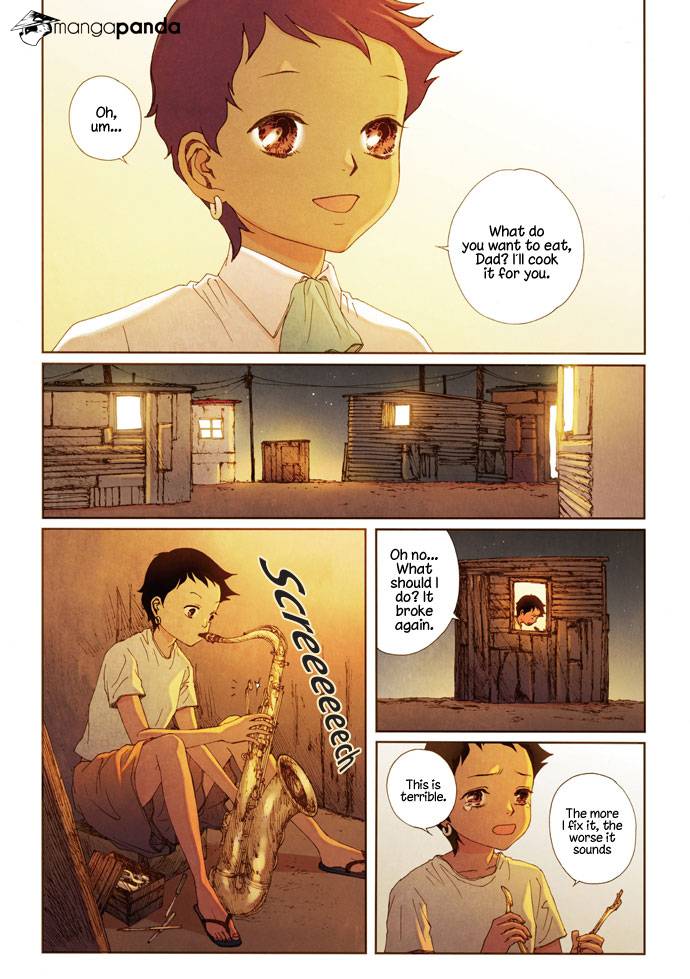 mangapanda
Oh,
um...
What do
you want to eat,
Dad? I'll cook
it for you.
Screeeeeeech
Oh no...
What
should I
do? It
broke
again.
This is
terrible.
The more
I fix it, the
worse it
sounds